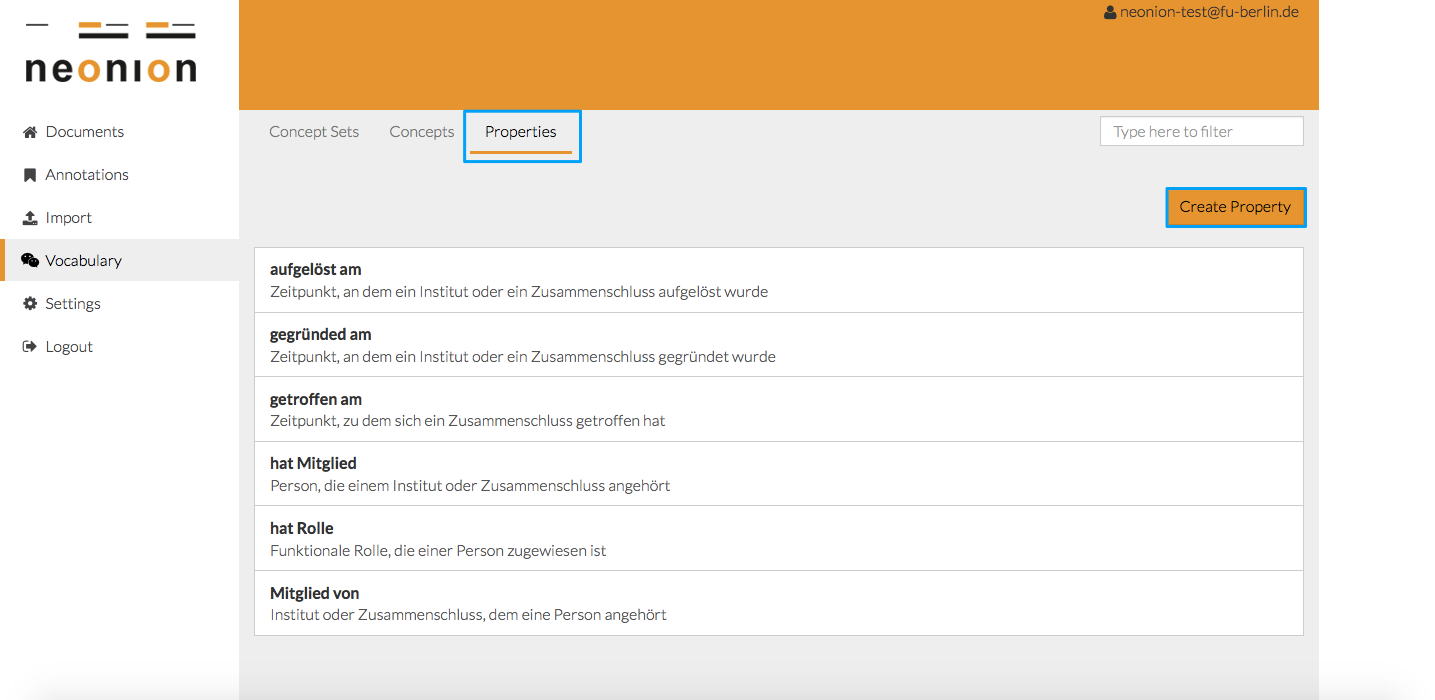 neonion
neonion-test@fu-berlin.de
Documents
Annotations
Import
Vocabulary
Settings
Logout
Concept Sets
Concepts
Properties
Type here to filter
Create Property
aufgelöst am
Zeitpunkt, an dem ein Institut oder ein Zusammenschluss aufgelöst wurde
gegründed am
Zeitpunkt, an dem ein Institut oder ein Zusammenschluss gegründet wurde
getroffen am
Zeitpunkt, zu dem sich ein Zusammenschluss getroffen hat
hat Mitglied
Person, die einem Institut oder Zusammenschluss angehört
hat Rolle
Funktionale Rolle, die einer Person zugewiesen ist
Mitglied von
Institut oder Zusammenschluss, dem eine Person angehört